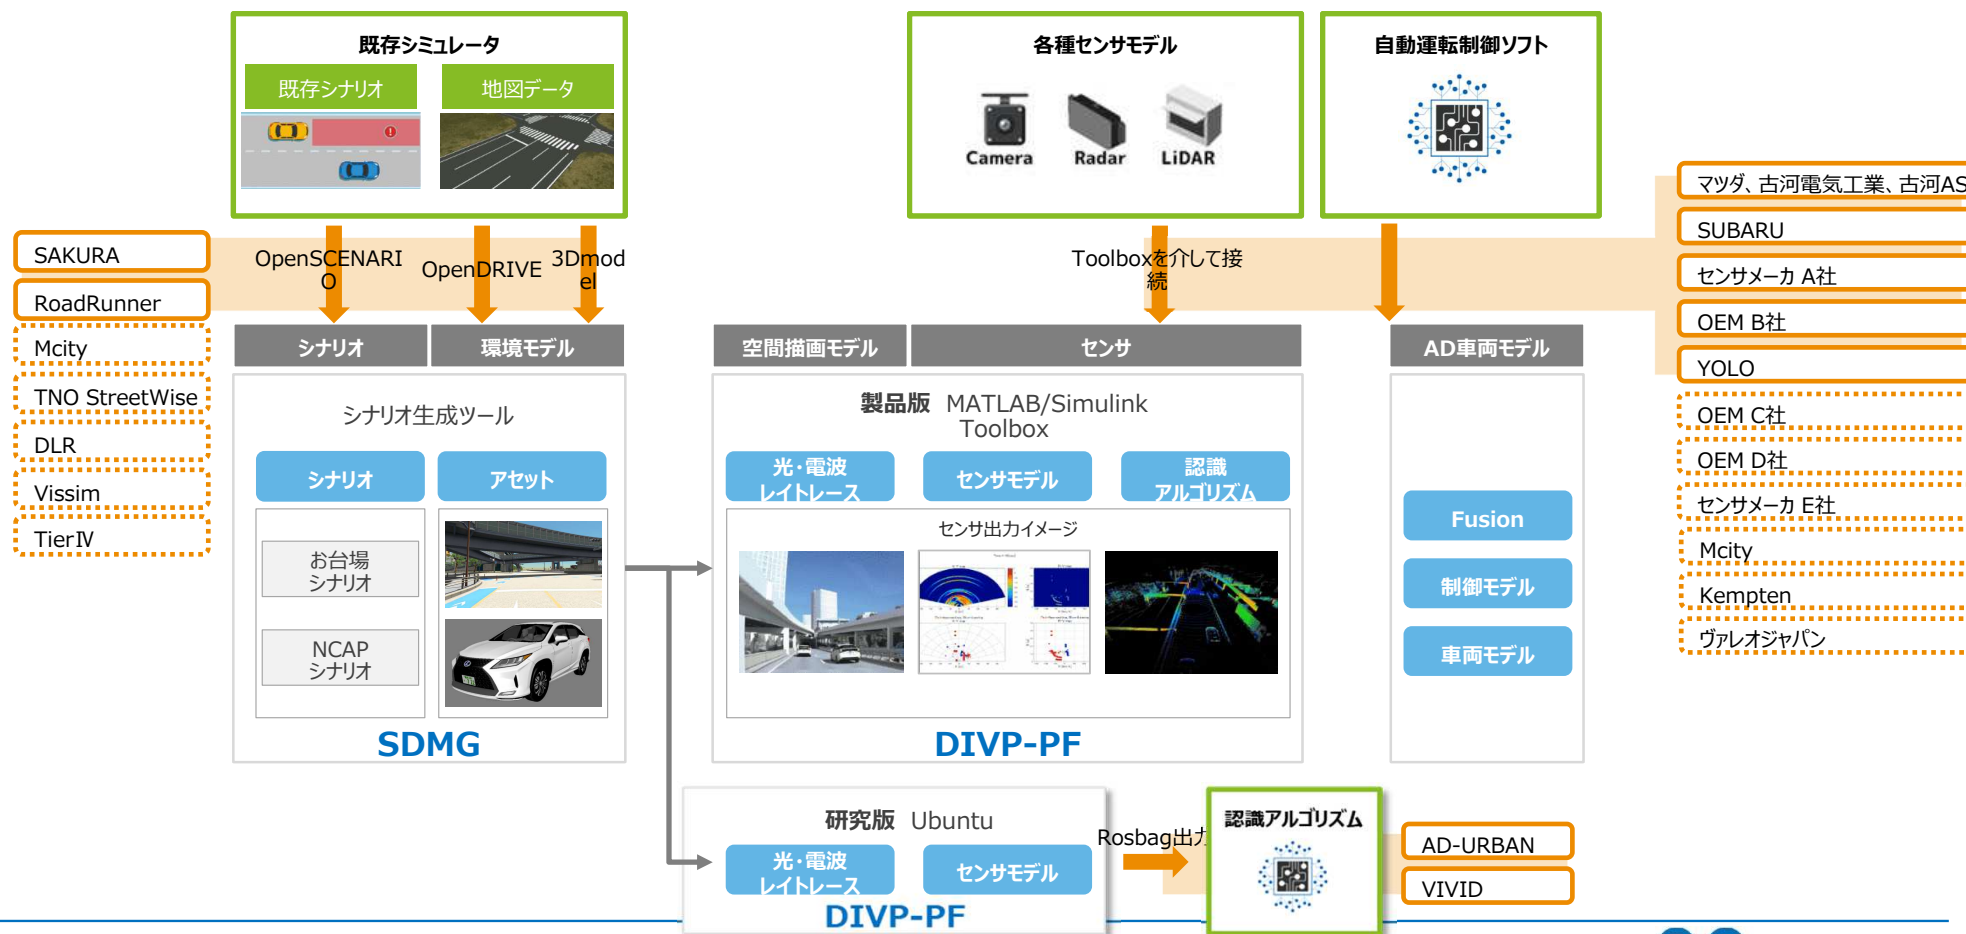 既存シミュレータ
既存シナリオ
地図データ
各種センサモデル
Camera
Radar
LiDAR
自動運転制御ソフト
SAKURA
RoadRunner
Mcity
TNO StreetWise
DLR
Vissim
TierⅣ
OpenSCENARI
O
OpenDRIVE
3Dmod
el
Toolboxを介して接
続
マツダ、古河電気工業、古河AS
SUBARU
センサメーカ A社
OEM B社
YOLO
OEM C社
OEM D社
センサメーカ E社
Mcity
Kempten
ヴァレオジャパン
シナリオ
環境モデル
空間描画モデル
センサ
AD車両モデル
シナリオ生成ツール
シナリオ
アセット
お台場
シナリオ
NCAP
シナリオ
SDMG
製品版 MATLAB/Simulink
Toolbox
光・電波
レイトレース
センサモデル
認識
アルゴリズム
センサ出力イメージ
DIVP-PF
Fusion
制御モデル
車両モデル
研究版 Ubuntu
光・電波
レイトレース
センサモデル
DIVP-PF
Rosbag出力
認識アルゴリズム
AD-URBAN
VIVID